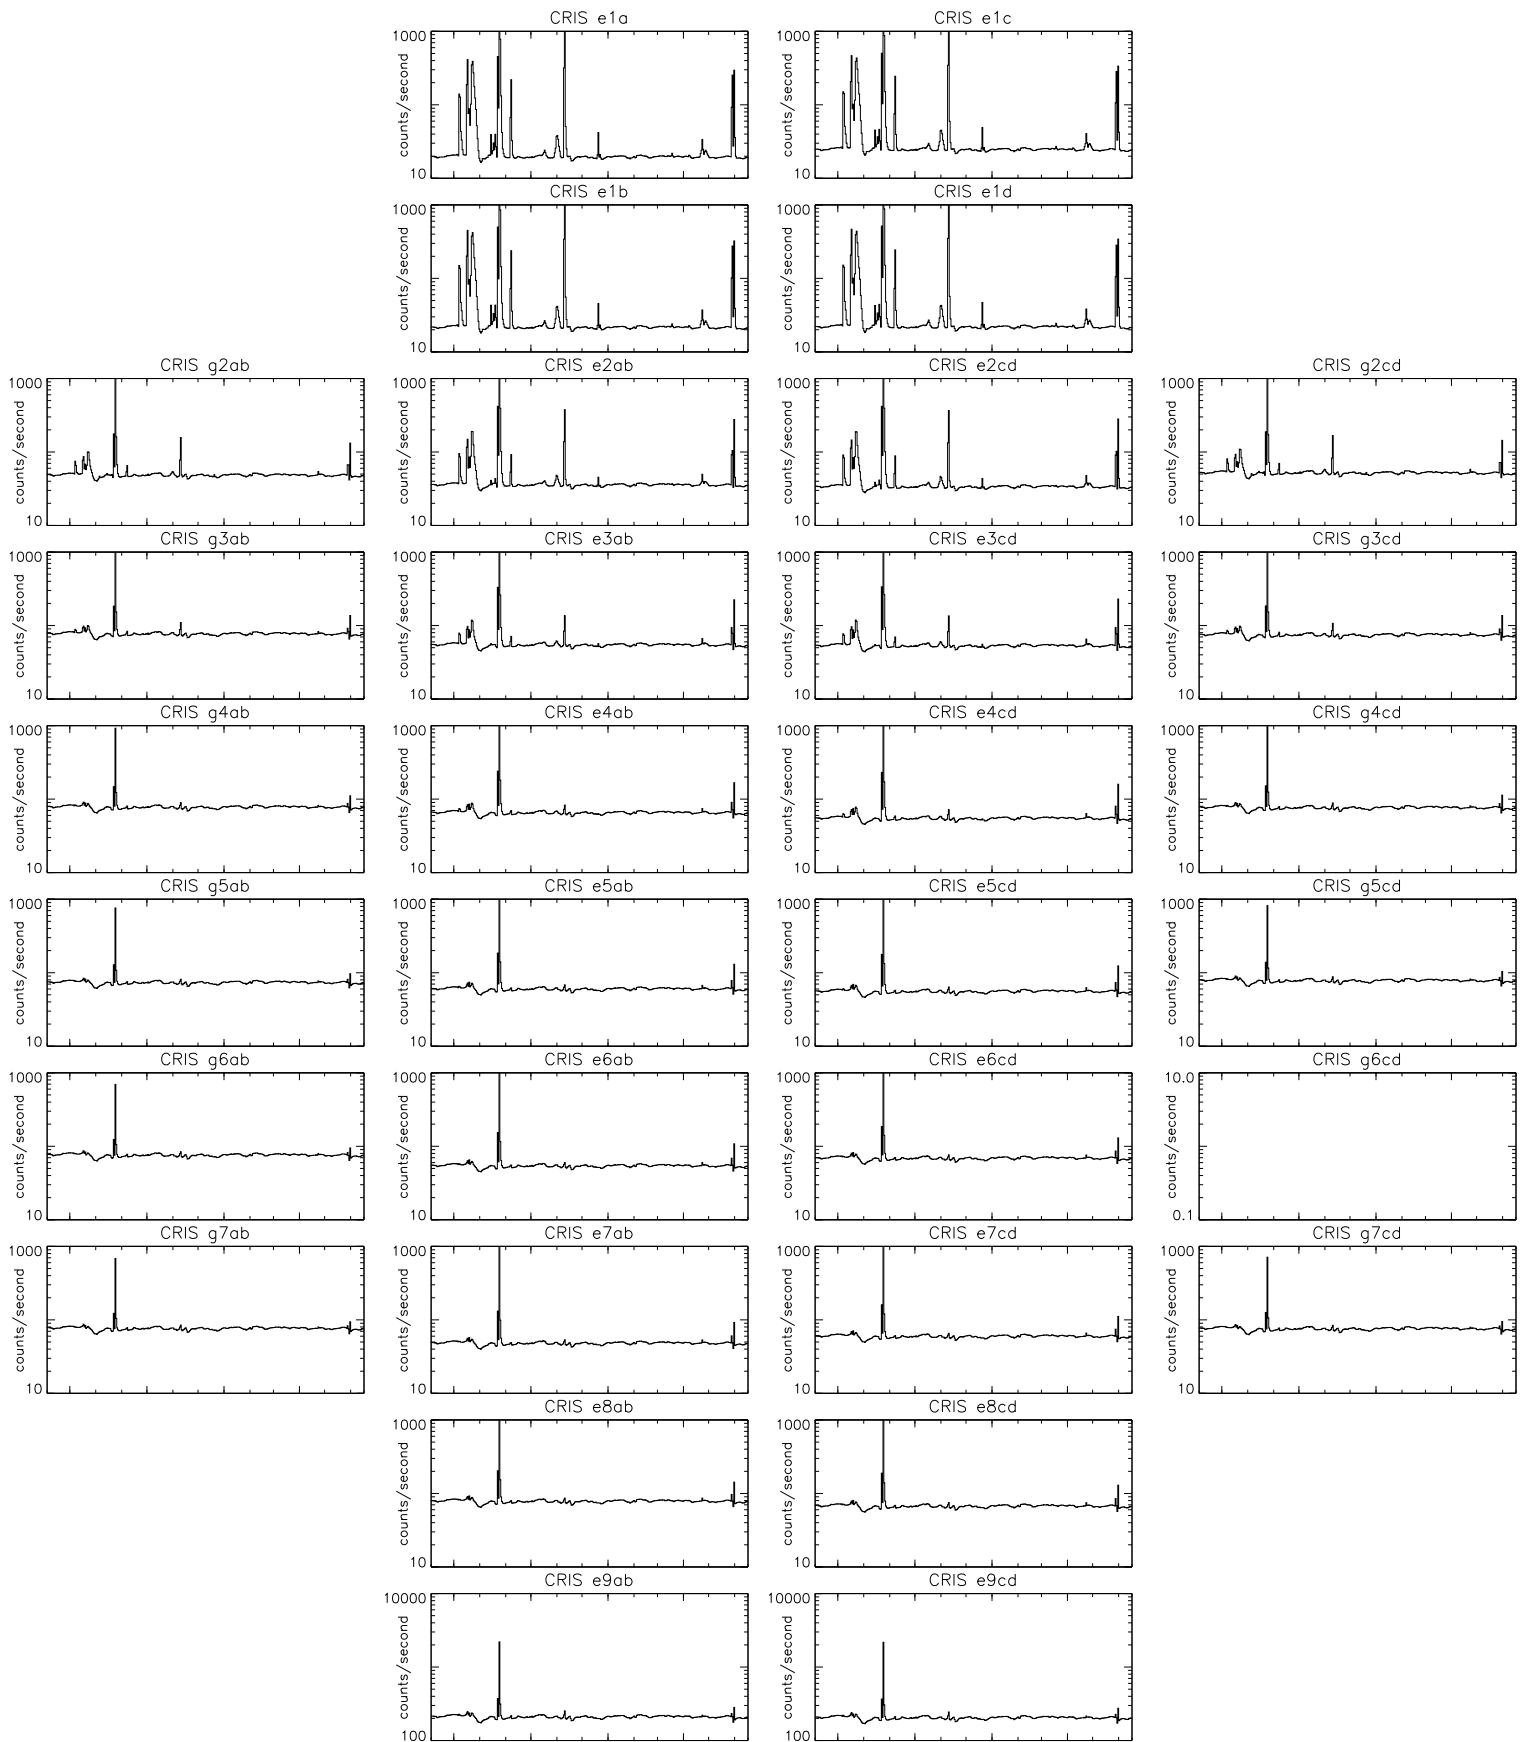 CRIS e1a CRIS e1c
1000 1000
counts/second counts/second
10 10
CRIS e1b CRIS e1d
1000 1000
counts/second counts/second
10 10
CRIS g2ab CRIS e2ab CRIS e2cd CRIS g2cd
1000 1000 1000 1000
counts/second counts/second counts/second counts/second
10 10 10 10
CRIS g3ab CRIS e3ab CRIS e3cd CRIS g3cd
1000 1000 1000 1000
counts/second counts/second counts/second counts/second
10 10 10 10
CRIS g4ab CRIS e4ab CRIS e4cd CRIS g4cd
1000 1000 1000 1000
counts/second counts/second counts/second counts/second
10 10 10 10
CRIS g5ab CRIS e5ab CRIS e5cd CRIS g5cd
1000 1000 1000 1000
counts/second counts/second counts/second counts/second
10 10 10 10
CRIS g6ab CRIS e6ab CRIS e6cd CRIS g6cd
1000 1000 1000 10.0
counts/second counts/second counts/second counts/second
10 10 10 0.1
CRIS g7ab CRIS e7ab CRIS e7cd CRIS g7cd
1000 1000 1000 1000
counts/second counts/second counts/second counts/second
10 10 10 10
CRIS e8ab CRIS e8cd
1000 1000
counts/second counts/second
10 10
CRIS e9ab CRIS e9cd
10000 10000
counts/second counts/second
100 100